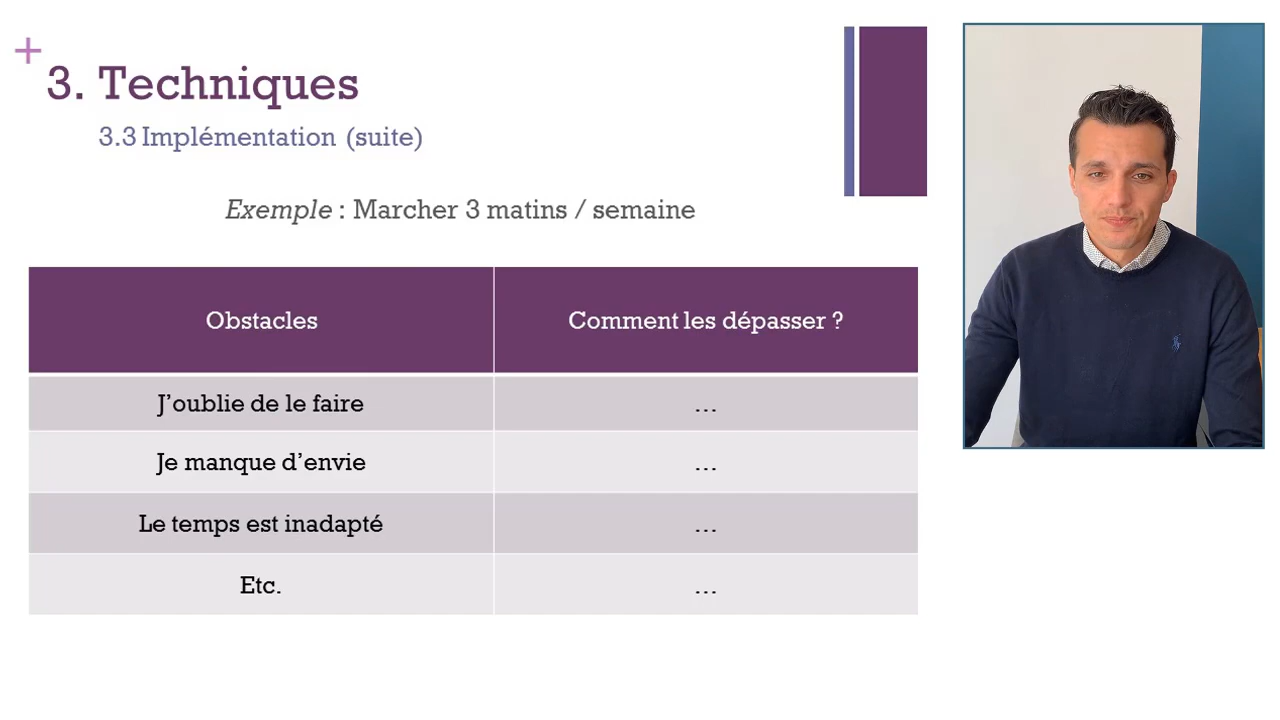 3. Techniques
3.3 Implémentation (suite)
Exemple : Marcher 3 matins / semaine
Obstacles
Comment les dépasser ?
J’oublie de le faire
…
Je manque d’envie
…
Le temps est inadapté
…
Etc.
…